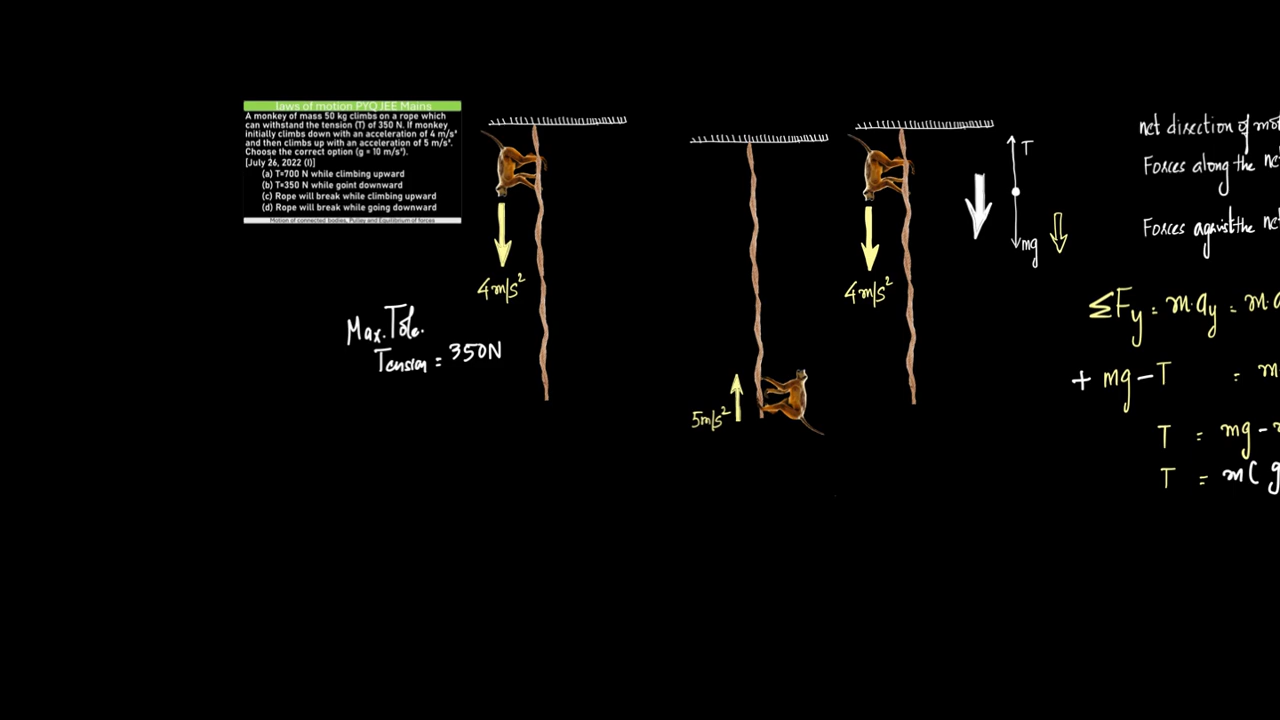 laws of motion PYQ JEE Mains
A monkey of mass 50 kg climbs on a rope which
can withstand the tension (T) of 350 N. If monkey
initially climbs down with an acceleration of 4 m/s²
and then climbs up with an acceleration of 5 m/s².
Choose the correct option (g = 10 m/s²).
[July 26, 2022 (I)]
(a) T=700 N while climbing upward
(b) T=350 N while goint downward
(c) Rope will break while climbing upward
(d) Rope will break while going downward
Motion of connected bodies, Pulley and Equilibrium of forces
4m/s²
Max. Tole.
Tension = 350N
5m/s²
4m/s²
T
mg
net direction of mo
Forces along the ne
Forces against the net
ΣFy = m.ay = m.a
+ mg - T = m
T = mg -
T = m( g